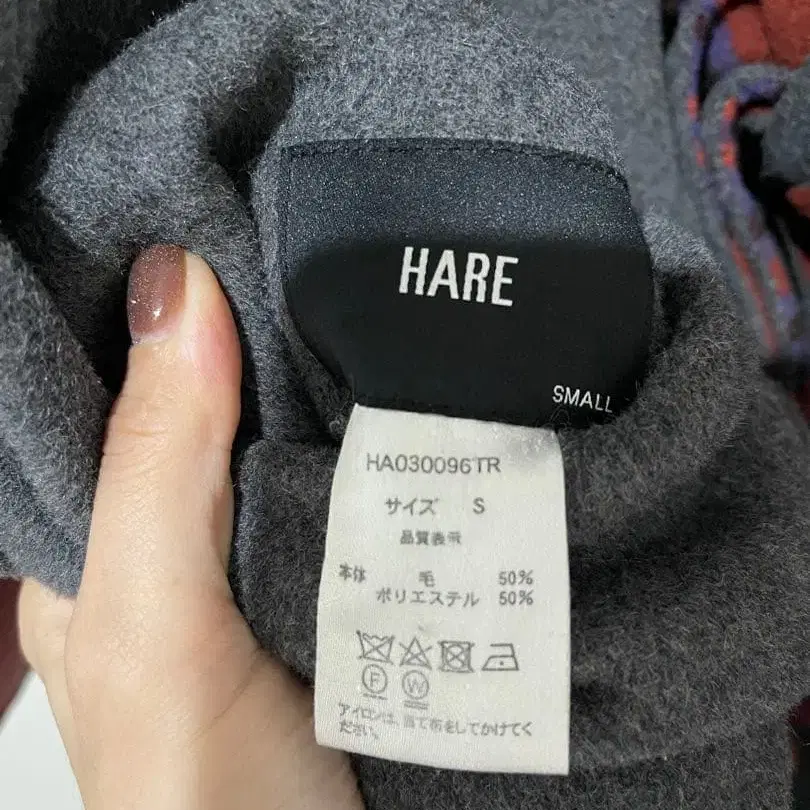 HARE
SMALL
HA030096TR
サイズ S
品質表示
本体 毛 50%
ポリエステル 50%
F W
アイロンは、当て布をしてかけてく
ださい。